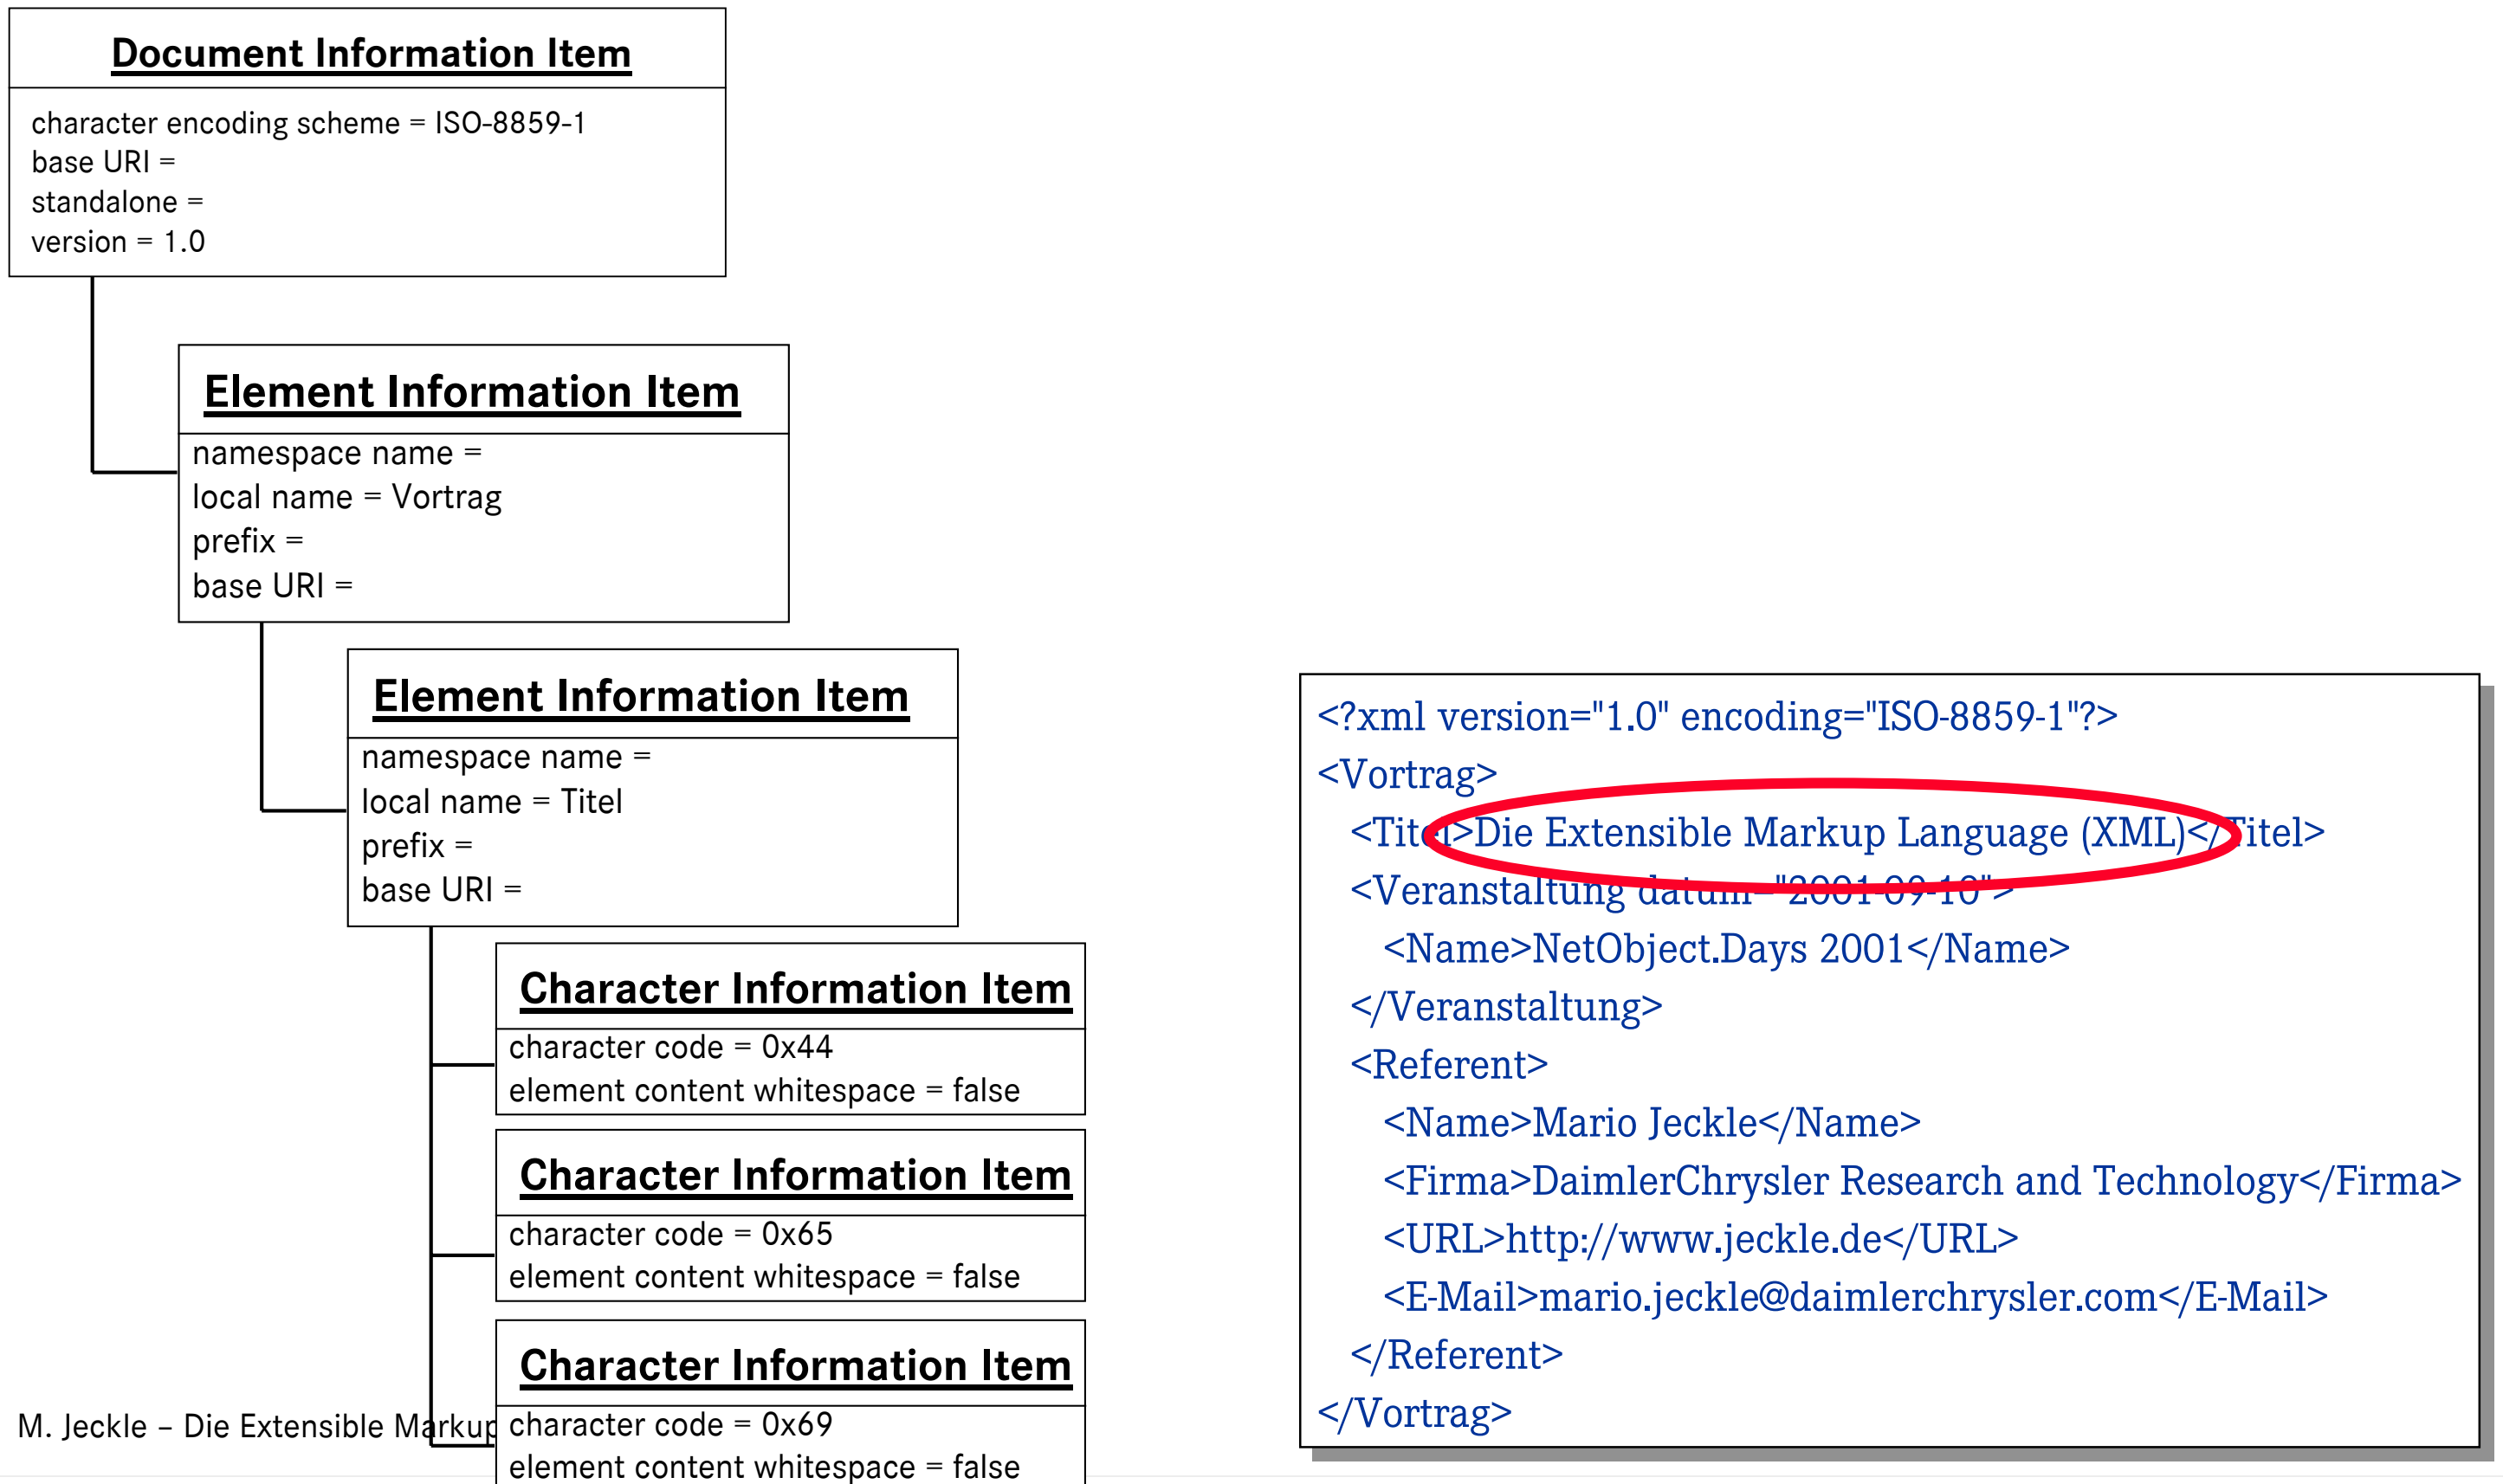 Document Information Item
character encoding scheme = ISO-8859-1
base URI =
standalone =
version = 1.0
Element Information Item
namespace name =
local name = Vortrag
prefix =
base URI =
Element Information Item
namespace name =
local name = Titel
prefix =
base URI =
Character Information Item
character code = 0x44
element content whitespace = false
Character Information Item
character code = 0x65
element content whitespace = false
Character Information Item
character code = 0x69
element content whitespace = false
M. Jeckle – Die Extensible Markup
<?xml version="1.0" encoding="ISO-8859-1"?>
<Vortrag>
<Titel>Die Extensible Markup Language (XML)</Titel>
<Veranstaltung datum="2001-09-10">
<Name>NetObject.Days 2001</Name>
</Veranstaltung>
<Referent>
<Name>Mario Jeckle</Name>
<Firma>DaimlerChrysler Research and Technology</Firma>
<URL>http://www.jeckle.de</URL>
<E-Mail>mario.jeckle@daimlerchrysler.com</E-Mail>
</Referent>
</Vortrag>